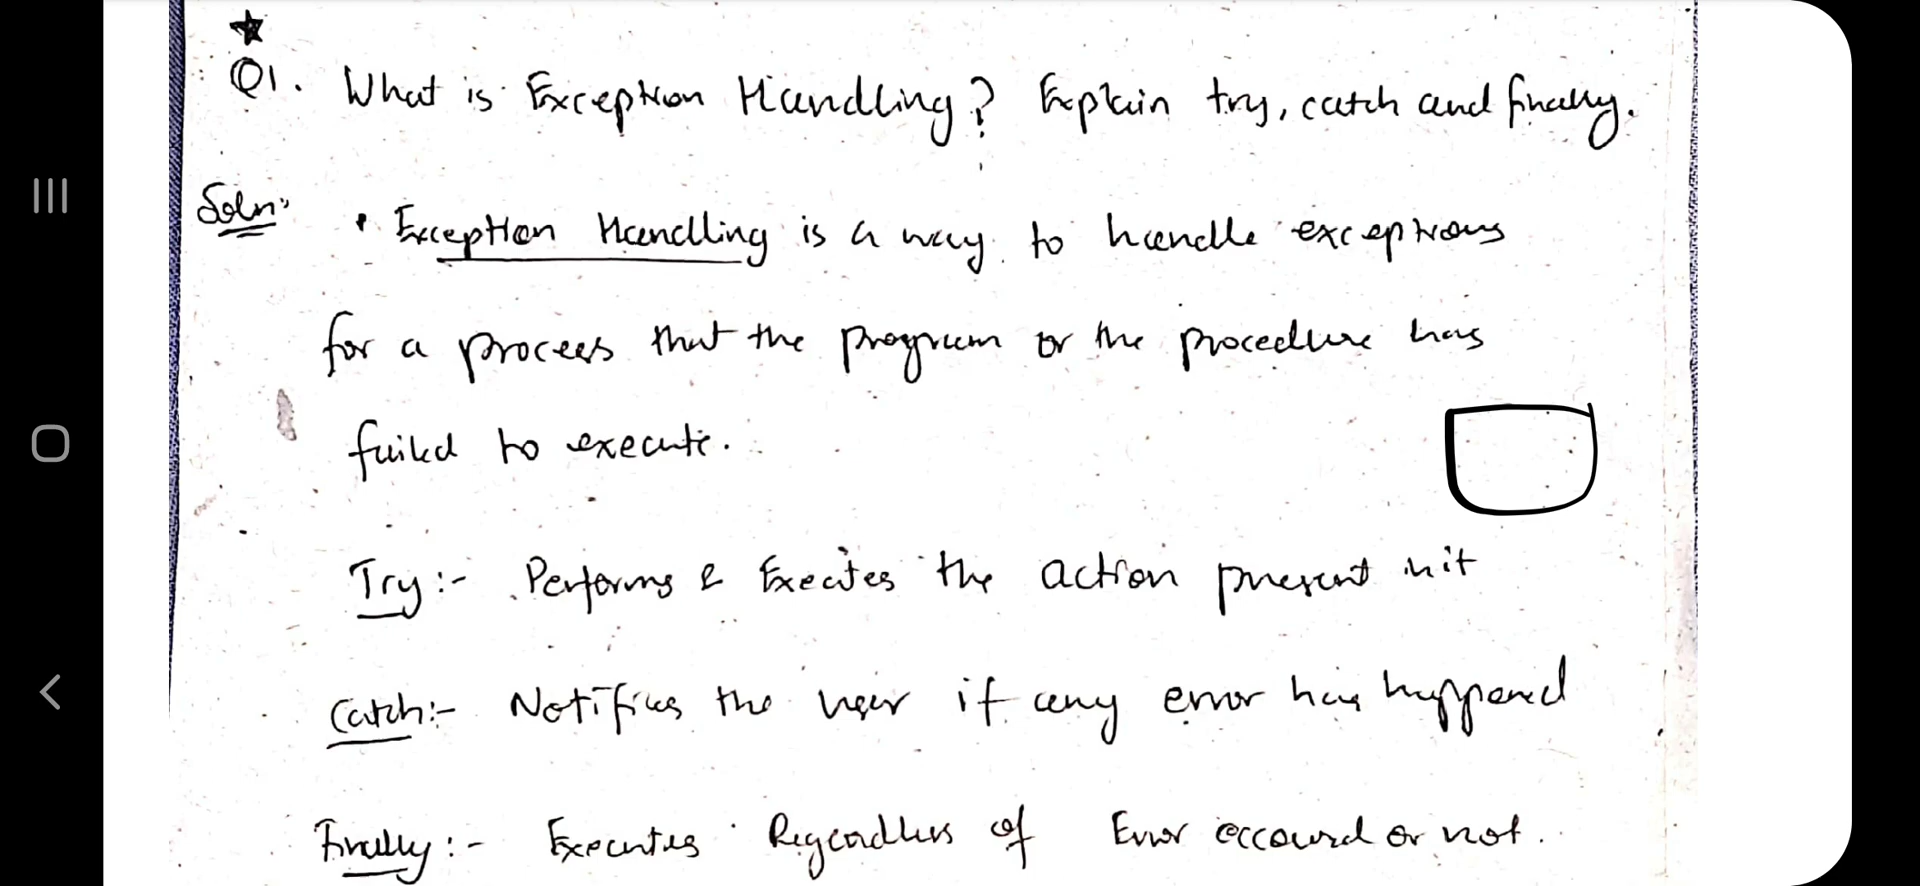 Q1. What is Exception Handling? Explain try, catch and finally.
Soln:
• Exception Handling is a way to handle exceptions
for a process that the program or the procedure has
failed to execute.
Try:- Performs & Execites the action present init
Catch:- Notifies the user if any error has happened
Finally:- Executes Regardless of Error occoured or not.